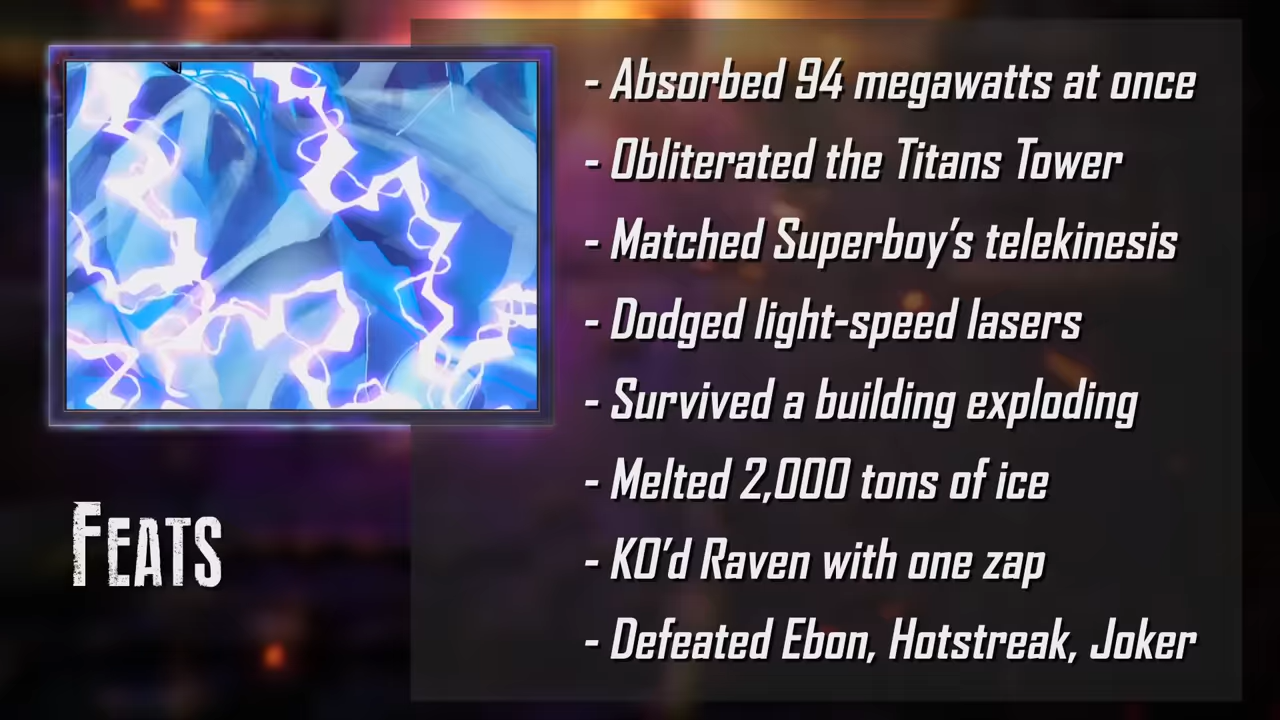 - Absorbed 94 megawatts at once
- Obliterated the Titans Tower
- Matched Superboy's telekinesis
- Dodged light-speed lasers
- Survived a building exploding
- Melted 2,000 tons of ice
- KO'd Raven with one zap
- Defeated Ebon, Hotstreak, Joker
Feats